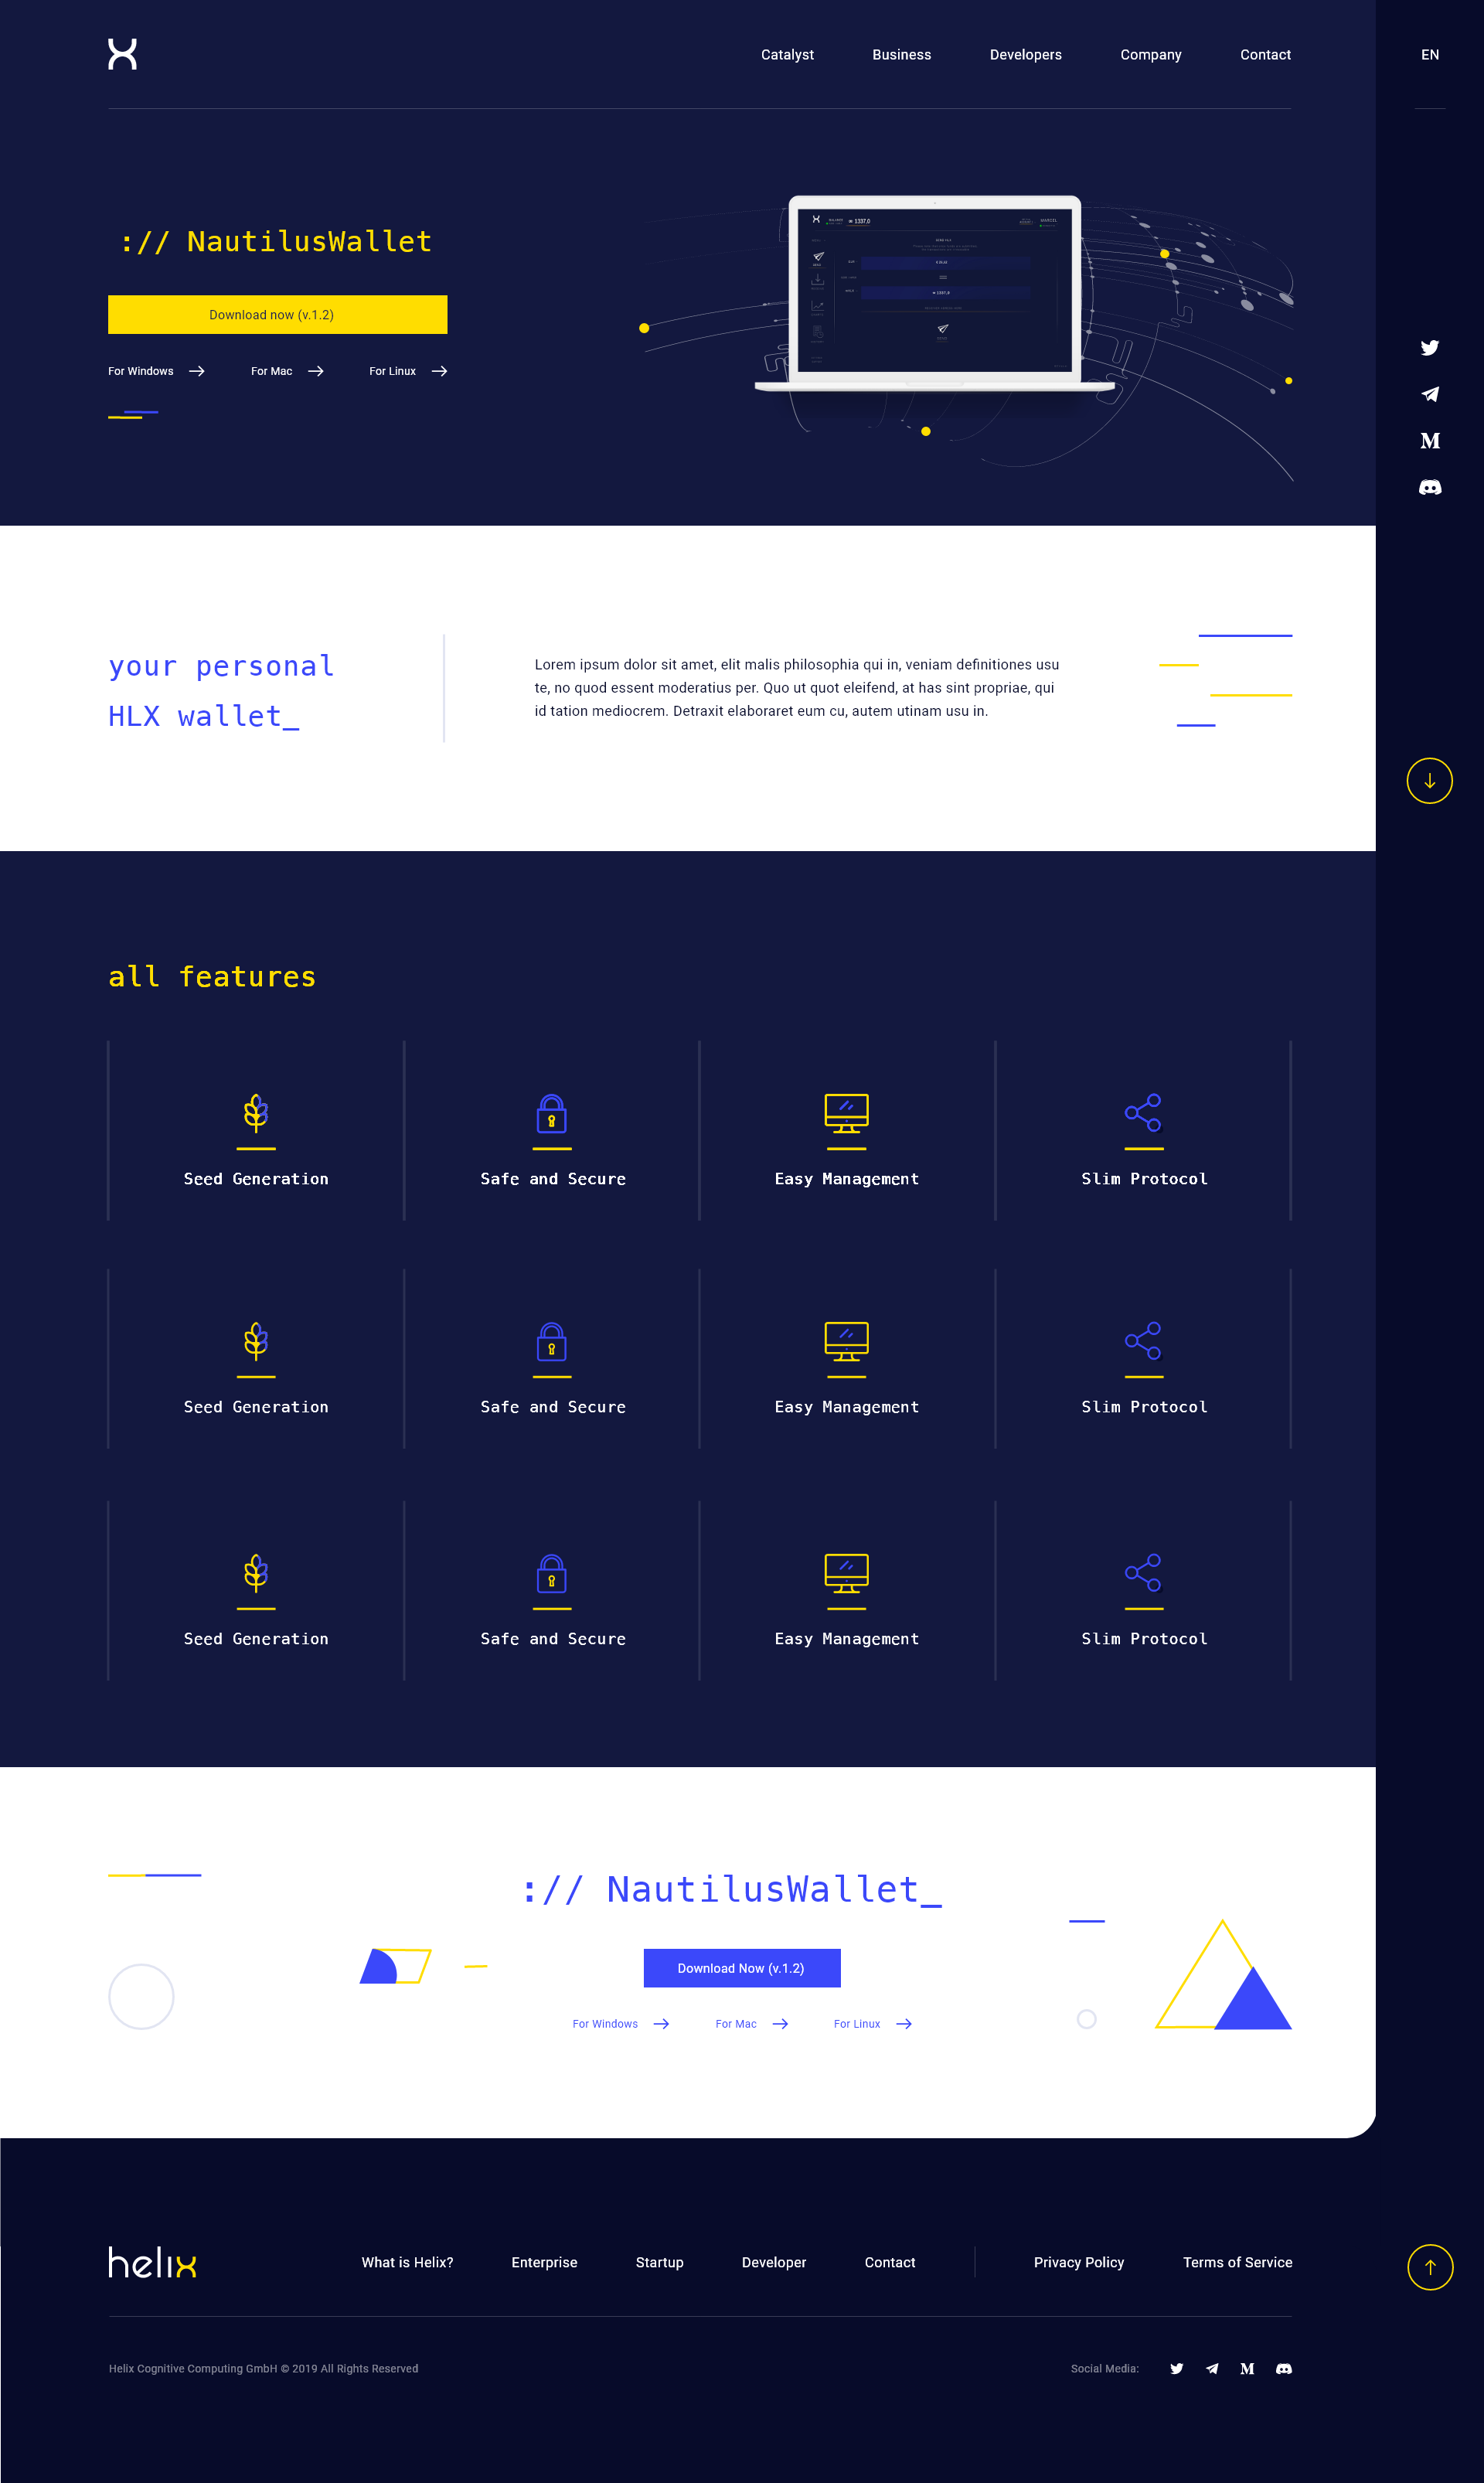 Catalyst Business Developers Company Contact EN
:// NautilusWallet
Download now (v.1.2)
For Windows For Mac For Linux
1337.0
MARCEL
your personal
HLX wallet_
Lorem ipsum dolor sit amet, elit malis philosophia qui in, veniam definitiones usu
te, no quod essent moderatius per. Quo ut quot eleifend, at has sint propriae, qui
id tation mediocrem. Detraxit elaboraret eum cu, autem utinam usu in.
all features
Seed Generation Safe and Secure Easy Management Slim Protocol
Seed Generation Safe and Secure Easy Management Slim Protocol
Seed Generation Safe and Secure Easy Management Slim Protocol
:// NautilusWallet_
Download Now (v.1.2)
For Windows For Mac For Linux
helix What is Helix? Enterprise Startup Developer Contact Privacy Policy Terms of Service
Helix Cognitive Computing GmbH © 2019 All Rights Reserved Social Media: